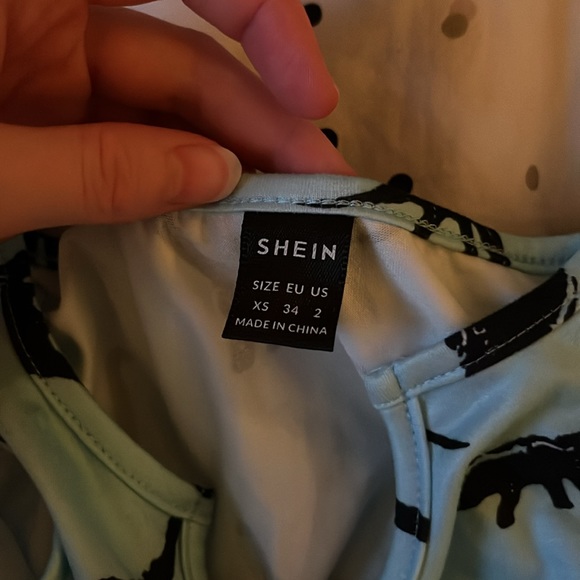 SHEIN
SIZE EU US
XS 34 2
MADE IN CHINA